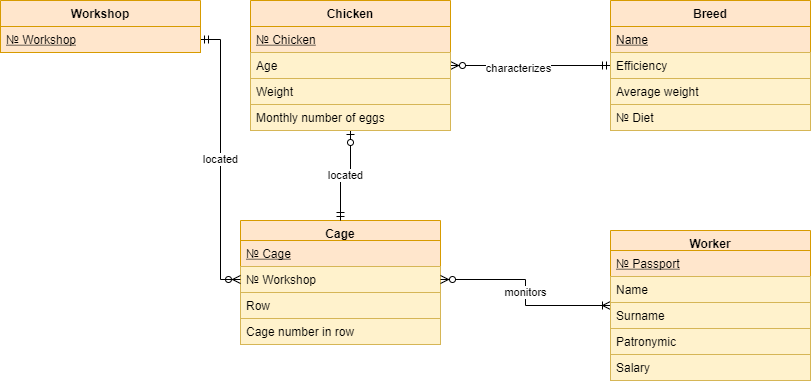 Workshop
№ Workshop
Chicken
№ Chicken
Age
Weight
Monthly number of eggs
Breed
Name
Efficiency
Average weight
№ Diet
characterizes
located
located
Cage
№ Cage
№ Workshop
Row
Cage number in row
monitors
Worker
№ Passport
Name
Surname
Patronymic
Salary